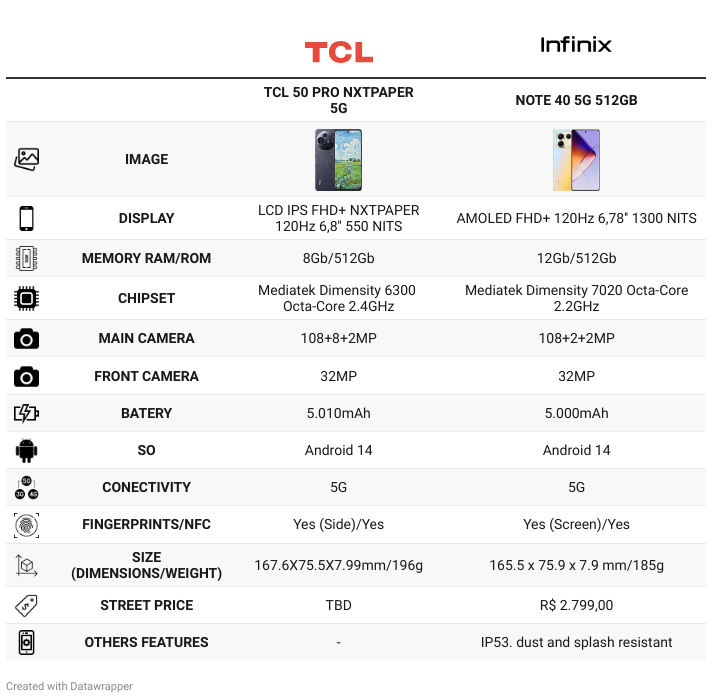 TCL
Infinix
TCL 50 PRO NXTPAPER
5G
NOTE 40 5G 512GB
IMAGE
DISPLAY
LCD IPS FHD+ NXTPAPER
120Hz 6,8" 550 NITS
AMOLED FHD+ 120Hz 6,78" 1300 NITS
MEMORY RAM/ROM
8Gb/512Gb
12Gb/512Gb
CHIPSET
Mediatek Dimensity 6300
Octa-Core 2.4GHz
Mediatek Dimensity 7020 Octa-Core
2.2GHz
MAIN CAMERA
108+8+2MP
108+2+2MP
FRONT CAMERA
32MP
32MP
BATERY
5.010mAh
5.000mAh
SO
Android 14
Android 14
5G
3G 4G
CONECTIVITY
5G
5G
FINGERPRINTS/NFC
Yes (Side)/Yes
Yes (Screen)/Yes
SIZE
(DIMENSIONS/WEIGHT)
167.6X75.5X7.99mm/196g
165.5 x 75.9 x 7.9 mm/185g
STREET PRICE
TBD
R$ 2.799,00
OTHERS FEATURES
-
IP53. dust and splash resistant
Created with Datawrapper